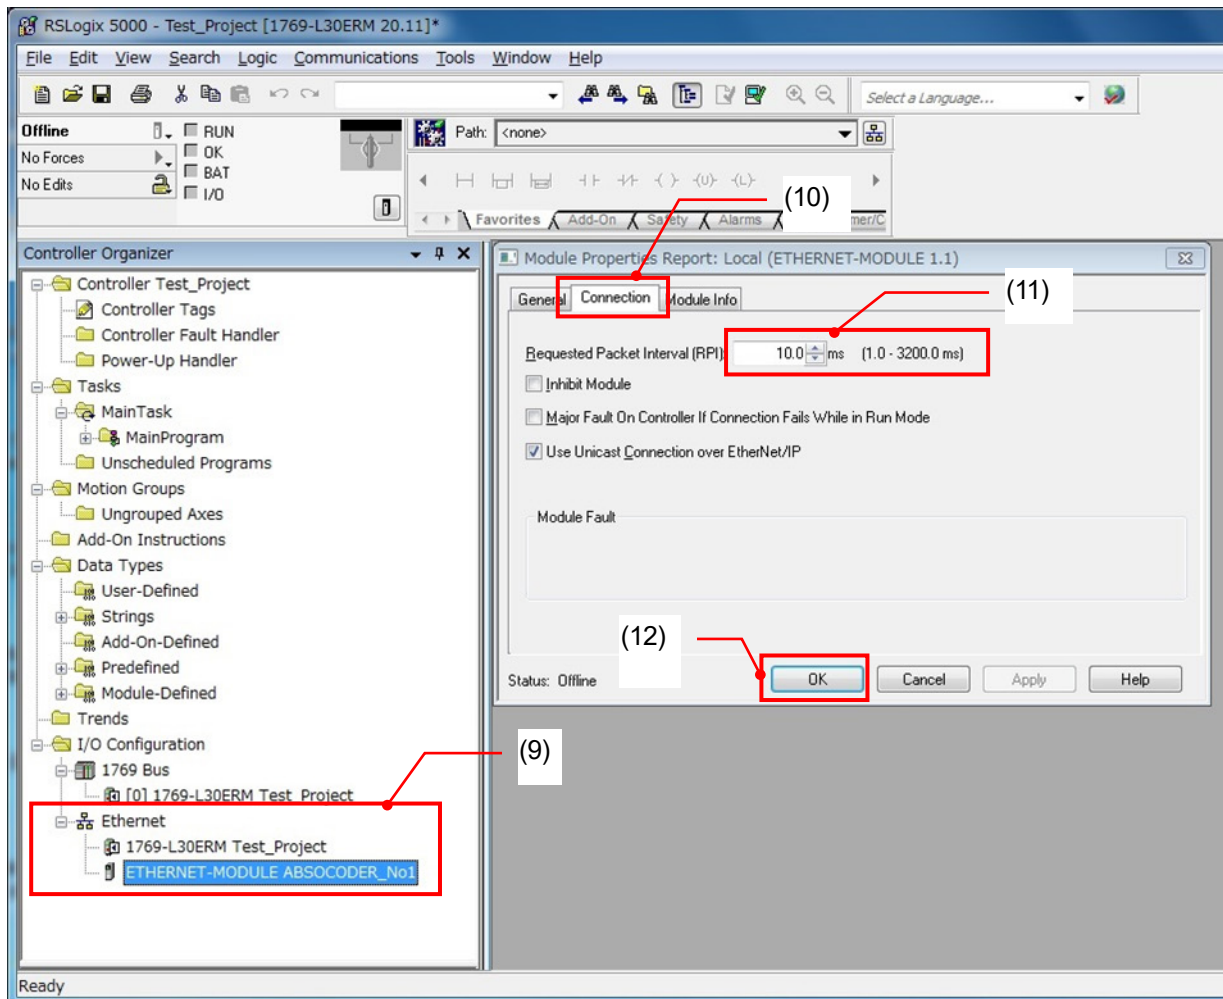 RSLogix 5000 - Test_Project [1769-L30ERM 20.11]*
File Edit View Search Logic Communications Tools Window Help
Select a Language...
Offline
RUN
No Forces
OK
No Edits
BAT
I/O
Path: <none>
Favorites Add-On Safety Alarms mer/C
(10)
Controller Organizer
Controller Test_Project
Controller Tags
Controller Fault Handler
Power-Up Handler
Tasks
MainTask
MainProgram
Unscheduled Programs
Motion Groups
Ungrouped Axes
Add-On Instructions
Data Types
User-Defined
Strings
Add-On-Defined
Predefined
Module-Defined
Trends
I/O Configuration
1769 Bus
[0] 1769-L30ERM Test_Project
Ethernet
1769-L30ERM Test_Project
ETHERNET-MODULE ABSOCODER_No1
(9)
Module Properties Report: Local (ETHERNET-MODULE 1.1)
General Connection Module Info
(11)
Requested Packet Interval (RPI): 10.0 ms (1.0 - 3200.0 ms)
Inhibit Module
Major Fault On Controller If Connection Fails While in Run Mode
Use Unicast Connection over EtherNet/IP
Module Fault
(12)
Status: Offline
OK Cancel Apply Help
Ready